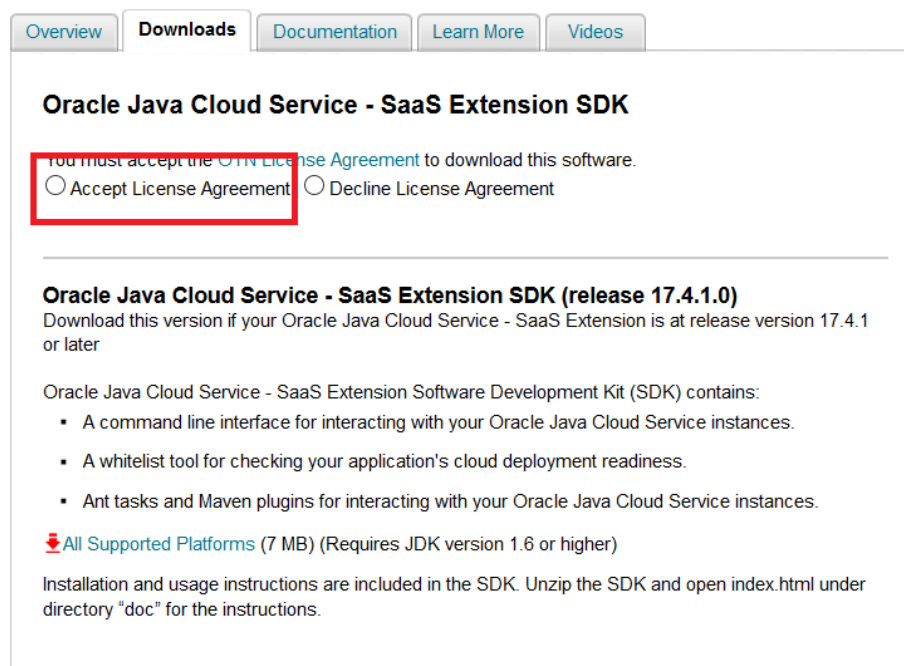 Overview Downloads Documentation Learn More Videos
Oracle Java Cloud Service - SaaS Extension SDK
You must accept the OTN License Agreement to download this software.
Accept License Agreement Decline License Agreement
Oracle Java Cloud Service - SaaS Extension SDK (release 17.4.1.0)
Download this version if your Oracle Java Cloud Service - SaaS Extension is at release version 17.4.1
or later
Oracle Java Cloud Service - SaaS Extension Software Development Kit (SDK) contains:
▪ A command line interface for interacting with your Oracle Java Cloud Service instances.
▪ A whitelist tool for checking your application's cloud deployment readiness.
▪ Ant tasks and Maven plugins for interacting with your Oracle Java Cloud Service instances.
All Supported Platforms (7 MB) (Requires JDK version 1.6 or higher)
Installation and usage instructions are included in the SDK. Unzip the SDK and open index.html under
directory “doc” for the instructions.